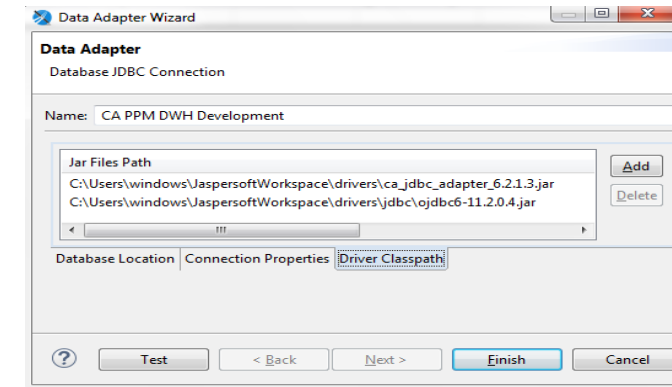 Data Adapter Wizard
Data Adapter
Database JDBC Connection
Name: CA PPM DWH Development
Jar Files Path
Add
C:\Users\windows\JaspersoftWorkspace\drivers\ca_jdbc_adapter_6.2.1.3.jar
C:\Users\windows\JaspersoftWorkspace\drivers\jdbc\ojdbc6-11.2.0.4.jar
Delete
Database Location Connection Properties Driver Classpath
? Test < Back Next > Finish Cancel